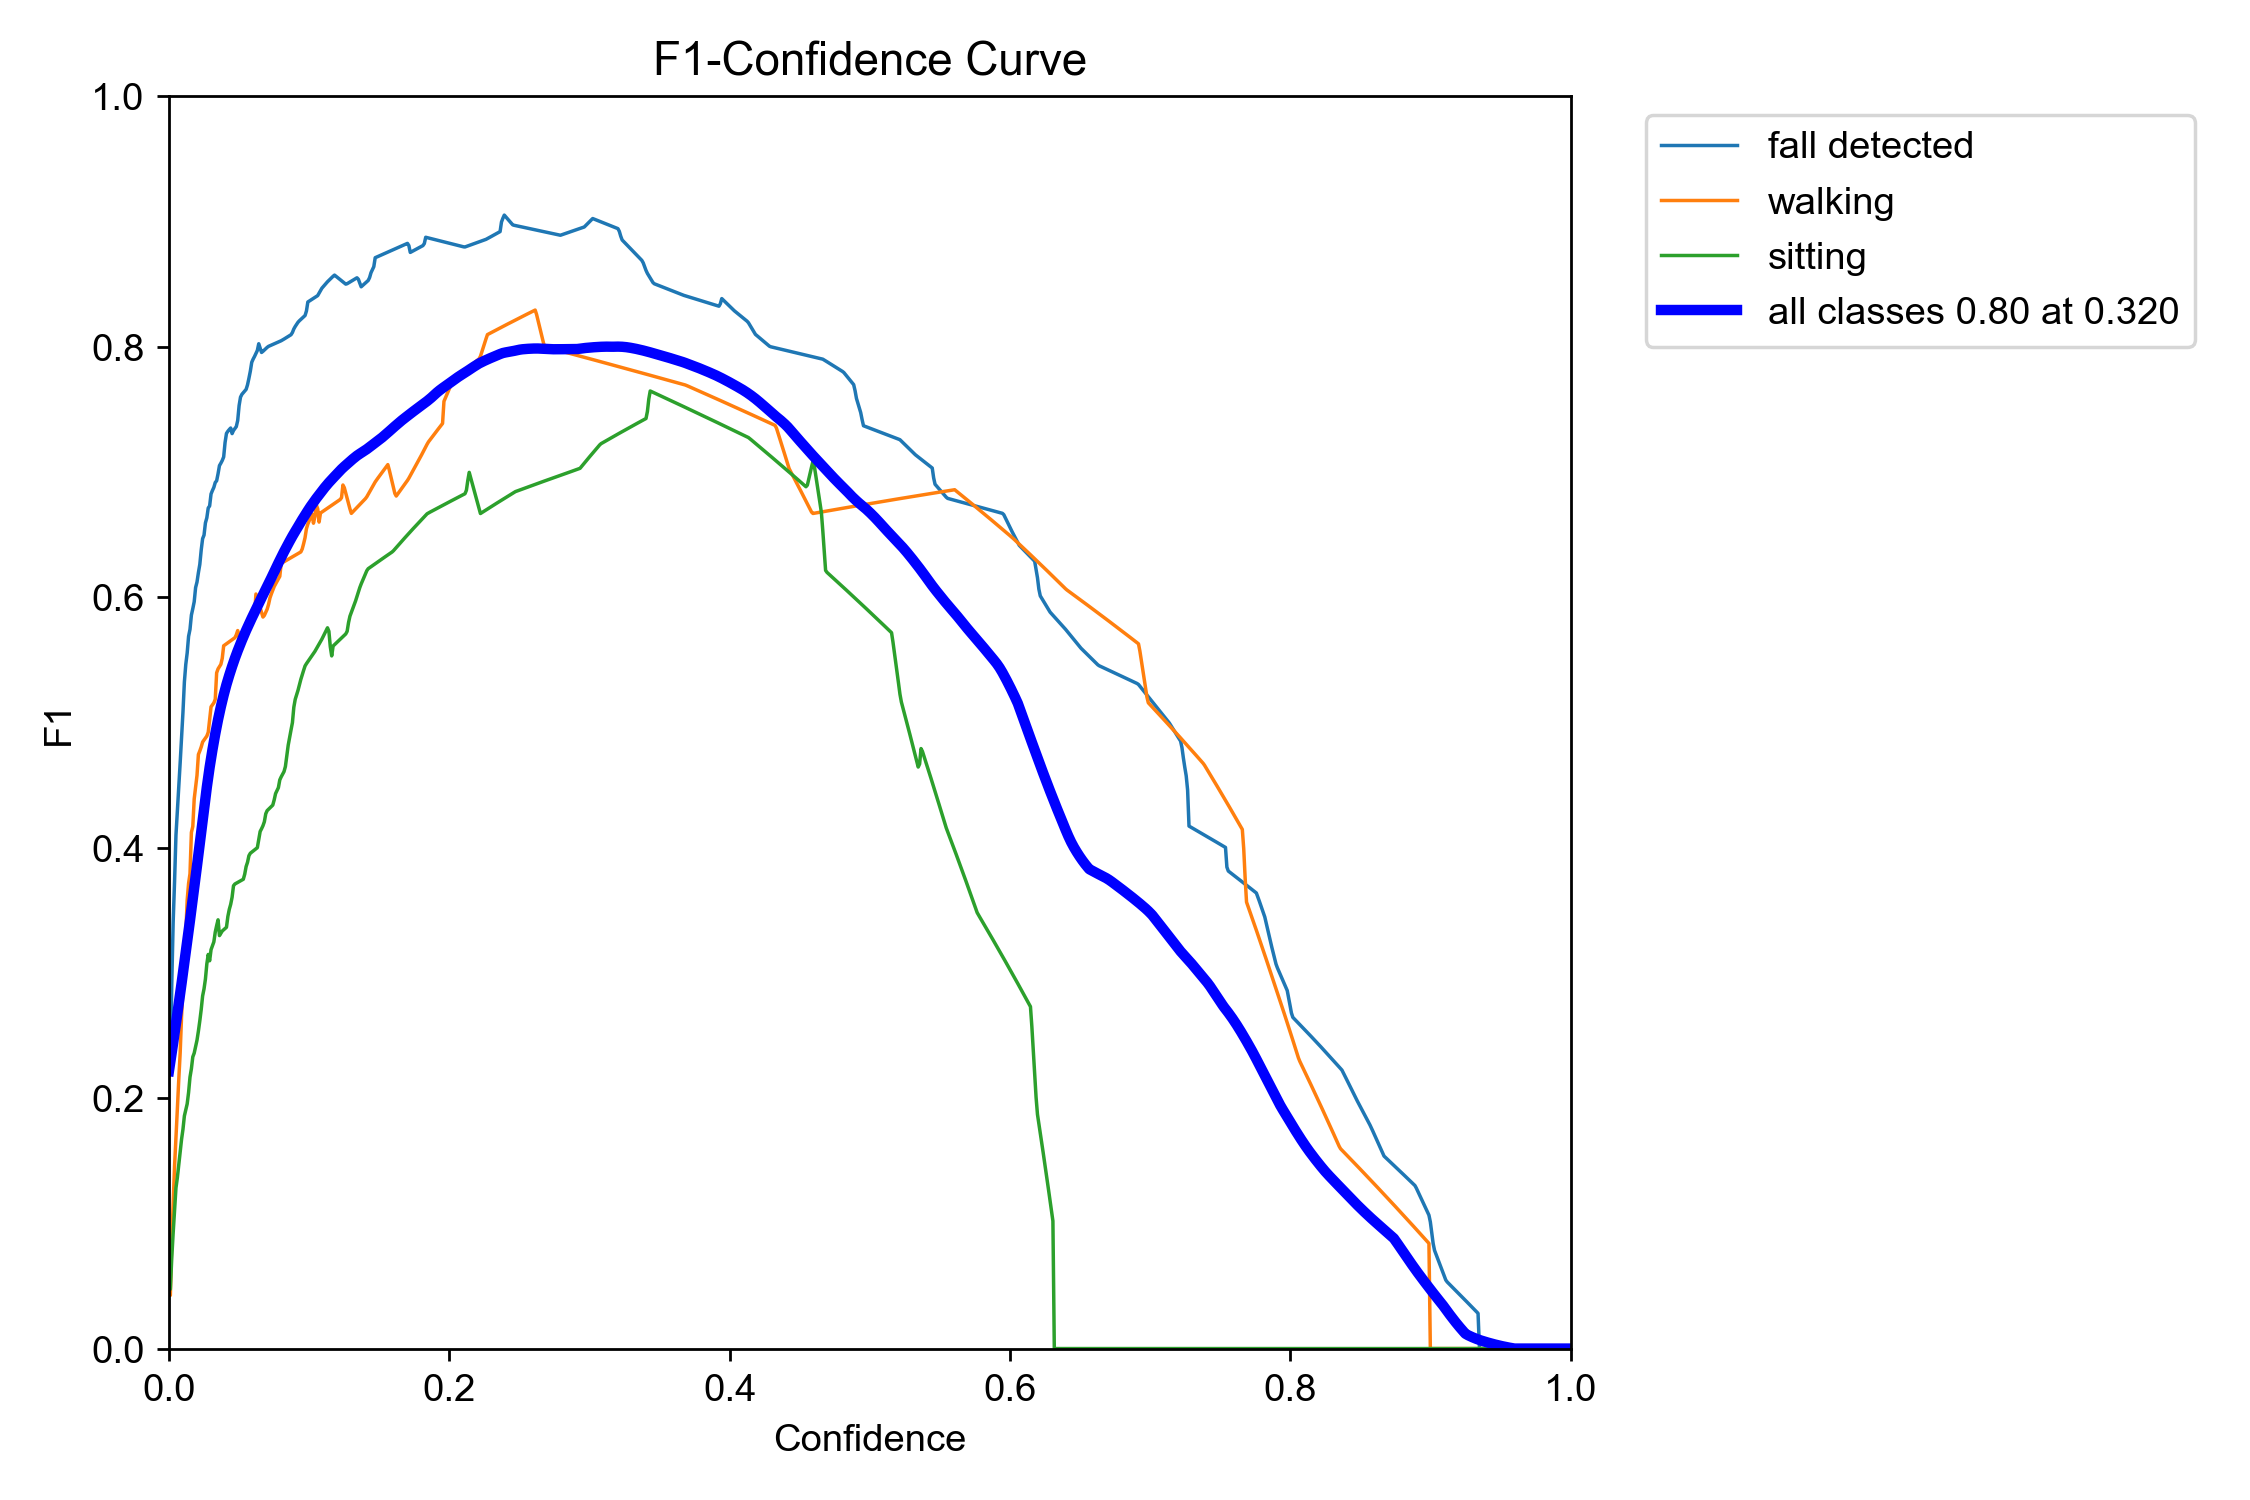 F1-Confidence Curve
1.0
0.8
0.6
0.4
0.2
0.0
F1
0.0 0.2 0.4 0.6 0.8 1.0
Confidence
fall detected
walking
sitting
all classes 0.80 at 0.320